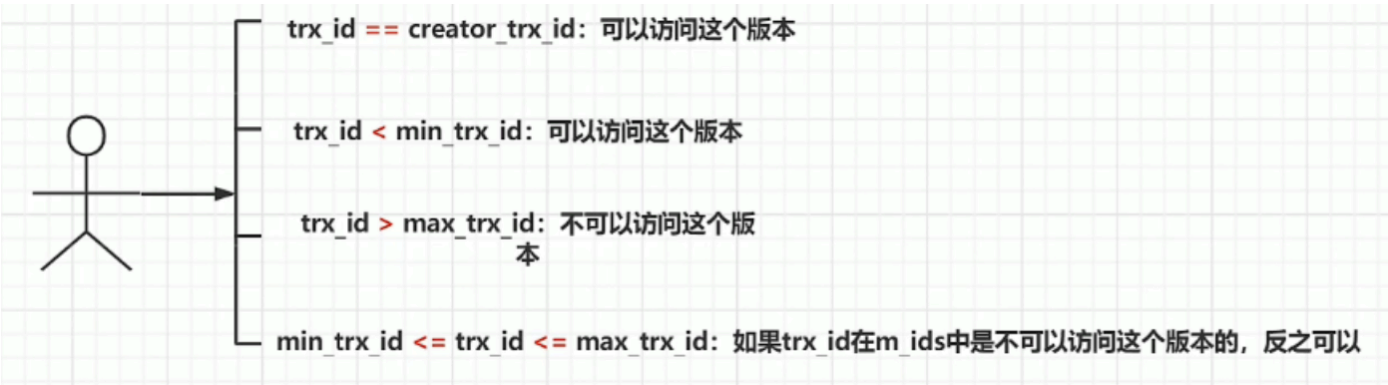 trx_id == creator_trx_id：可以访问这个版本
trx_id < min_trx_id：可以访问这个版本
trx_id > max_trx_id：不可以访问这个版
本
min_trx_id <= trx_id <= max_trx_id：如果trx_id在m_ids中是不可以访问这个版本的，反之可以